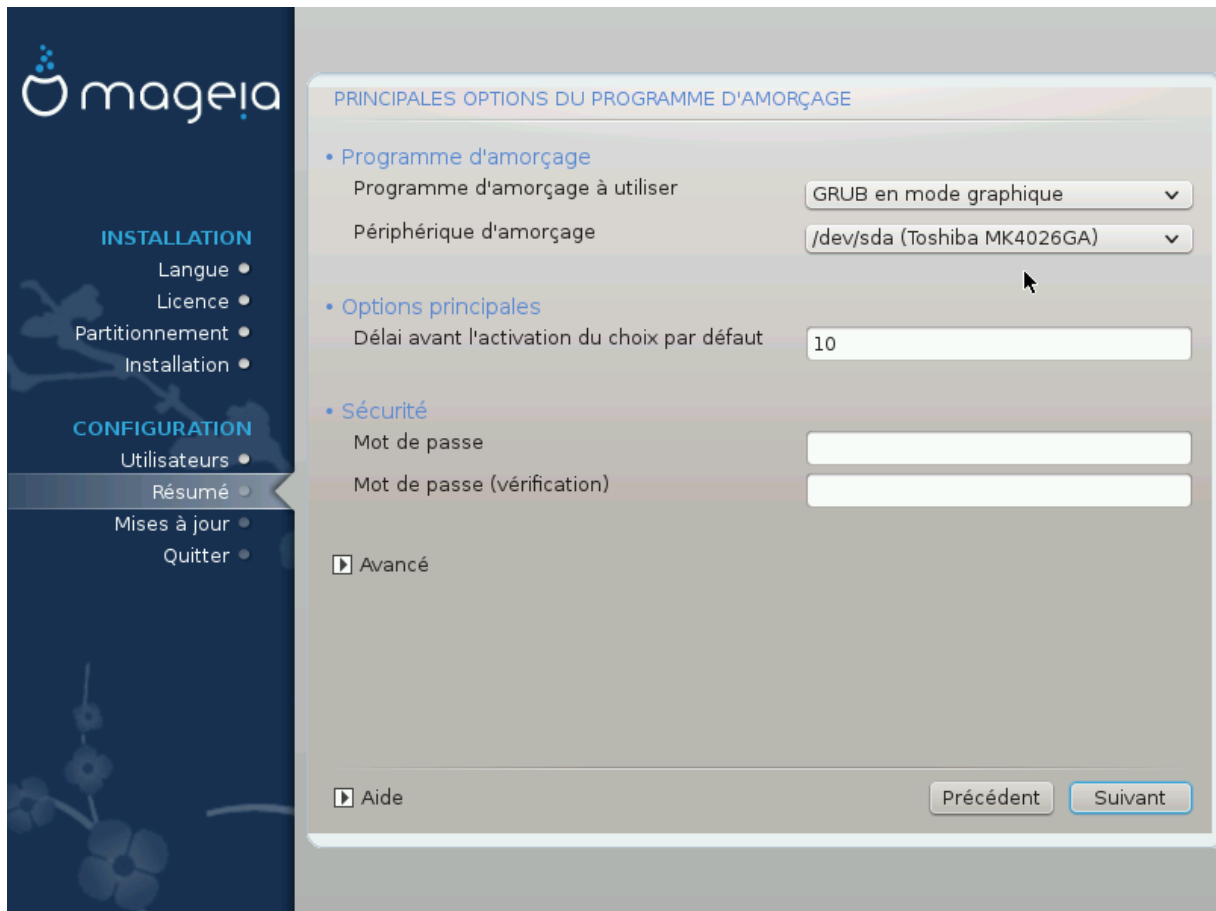 mageia
INSTALLATION
Langue
Licence
Partitionnement
Installation
CONFIGURATION
Utilisateurs
Résumé
Mises à jour
Quitter
PRINCIPALES OPTIONS DU PROGRAMME D'AMORÇAGE
• Programme d'amorçage
Programme d'amorçage à utiliser
GRUB en mode graphique
Périphérique d'amorçage
/dev/sda (Toshiba MK4026GA)
• Options principales
Délai avant l'activation du choix par défaut
10
• Sécurité
Mot de passe
Mot de passe (vérification)
Avancé
Aide
Précédent
Suivant